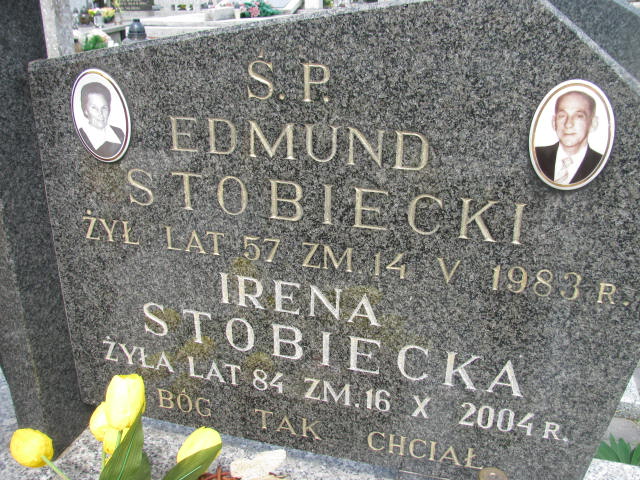 Ś. P.
EDMUND
STOBIECKI
ŻYŁ LAT 57 ZM. 14 V 1983 R.
IRENA
STOBIECKA
ŻYŁA LAT 84 ZM. 16 X 2004 R.
BÓG TAK CHCIAŁ